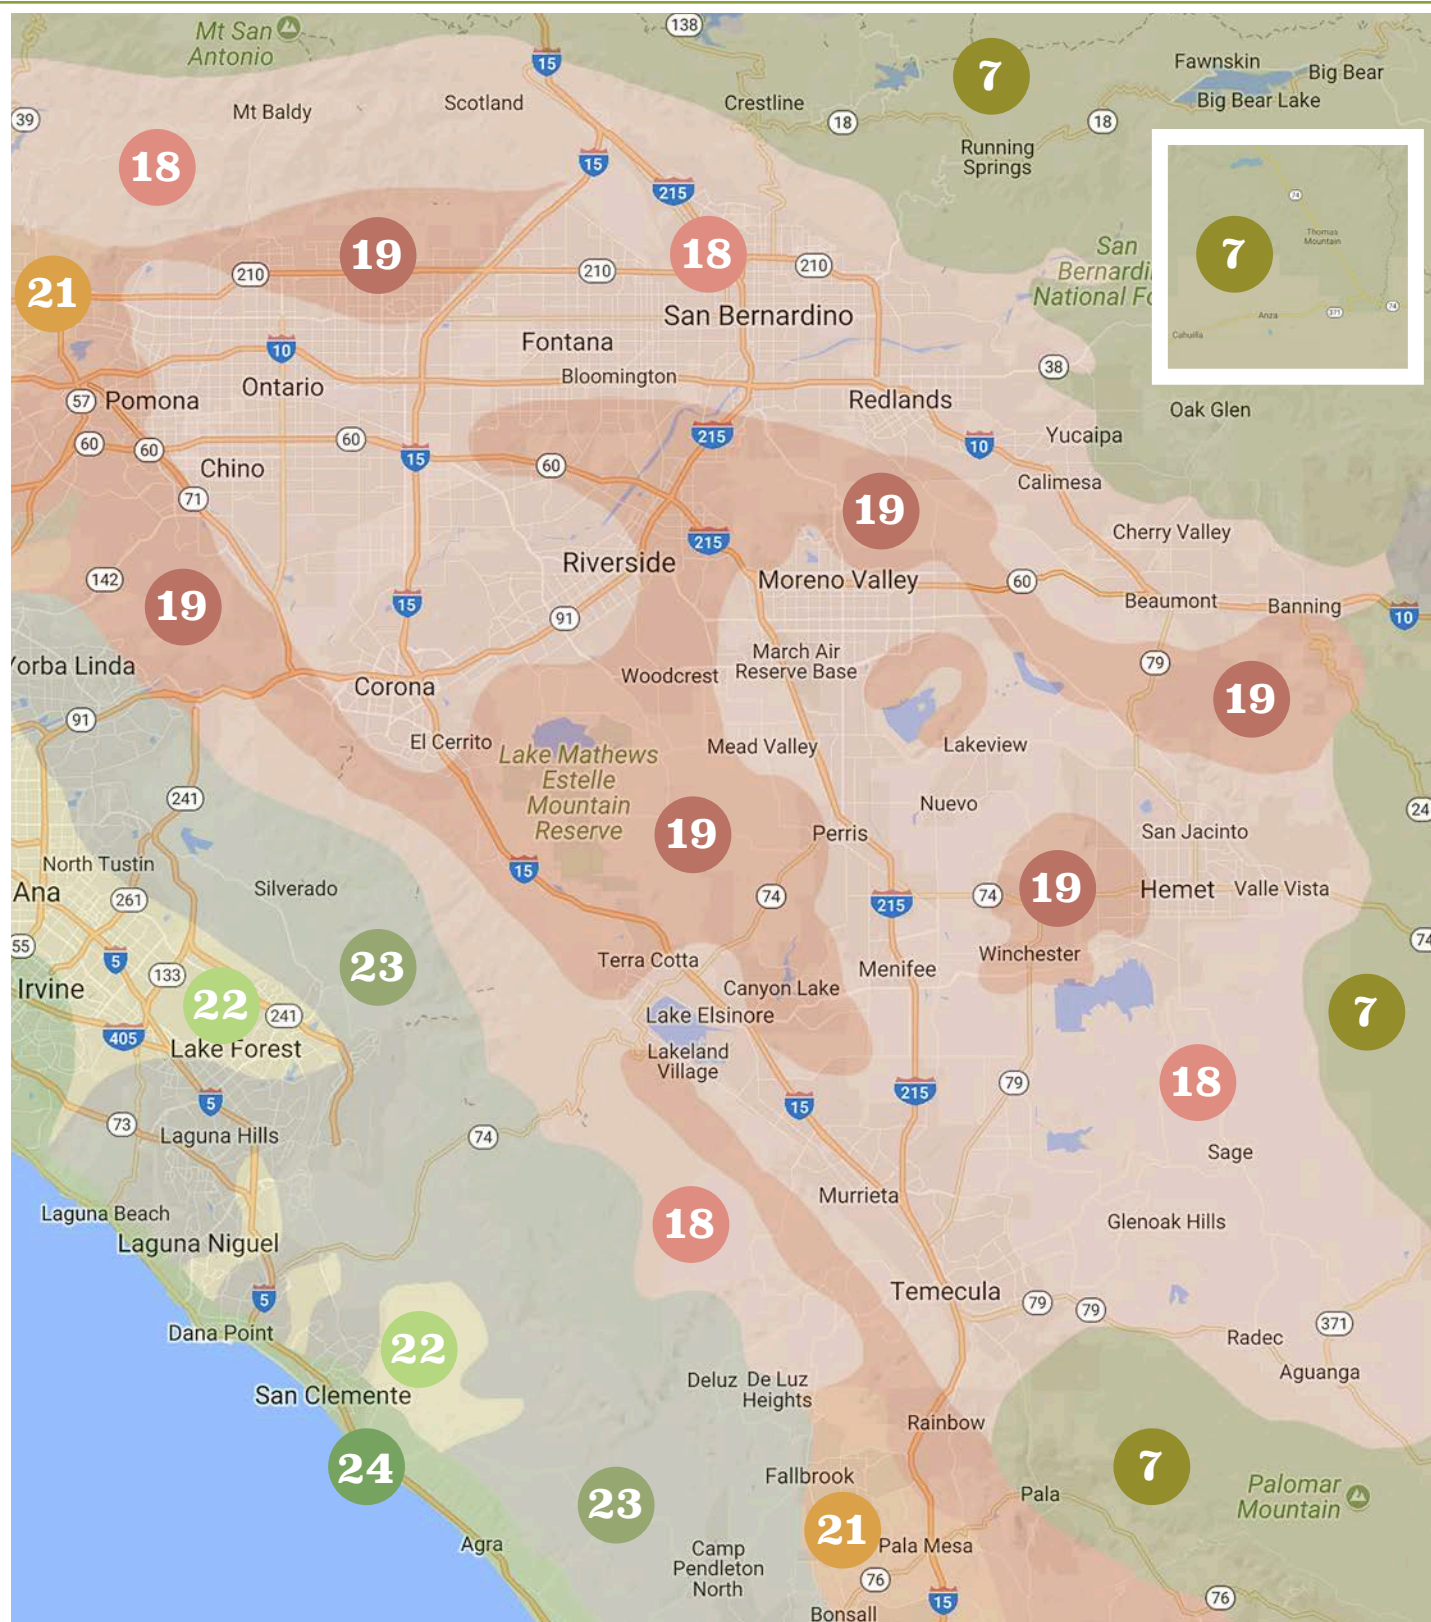 Mt San
Antonio
138
15
Fawnskin
Big Bear
Big Bear Lake
7
39
Mt Baldy
Scotland
Crestline
18
18
Running
Springs
18
15
215
74
Thomas
Mountain
7
371
74
Anza
Cahuilla
19
18
210
210
210
San
Bernardi
National Fo
21
San Bernardino
10
Fontana
Bloomington
38
57
Pomona
Ontario
Redlands
Oak Glen
60
60
60
15
215
10
Yucaipa
Chino
60
Calimesa
71
19
Cherry Valley
215
Riverside
142
Moreno Valley
60
15
Beaumont
Banning
10
19
91
Yorba Linda
March Air
Reserve Base
79
Woodcrest
Corona
19
91
El Cerrito
Lake Mathews
Estelle
Mountain
Reserve
Mead Valley
Lakeview
241
Nuevo
24
19
Perris
San Jacinto
North Tustin
15
Ana
Silverado
261
74
215
74
19
Hemet
Valle Vista
55
5
133
23
Terra Cotta
Menifee
Winchester
74
Irvine
22
241
Canyon Lake
7
405
Lake Forest
Lake Elsinore
Lakeland
Village
5
15
215
79
18
73
Laguna Hills
74
Sage
Laguna Beach
Murrieta
18
Glenoak Hills
Laguna Niguel
5
Temecula
79
79
Dana Point
371
Radec
22
Aguanga
San Clemente
Deluz
De Luz
Heights
Rainbow
24
Fallbrook
7
Pala
Palomar
Mountain
23
21
Agra
Camp
Pendleton
North
Pala Mesa
76
15
76
Bonsall